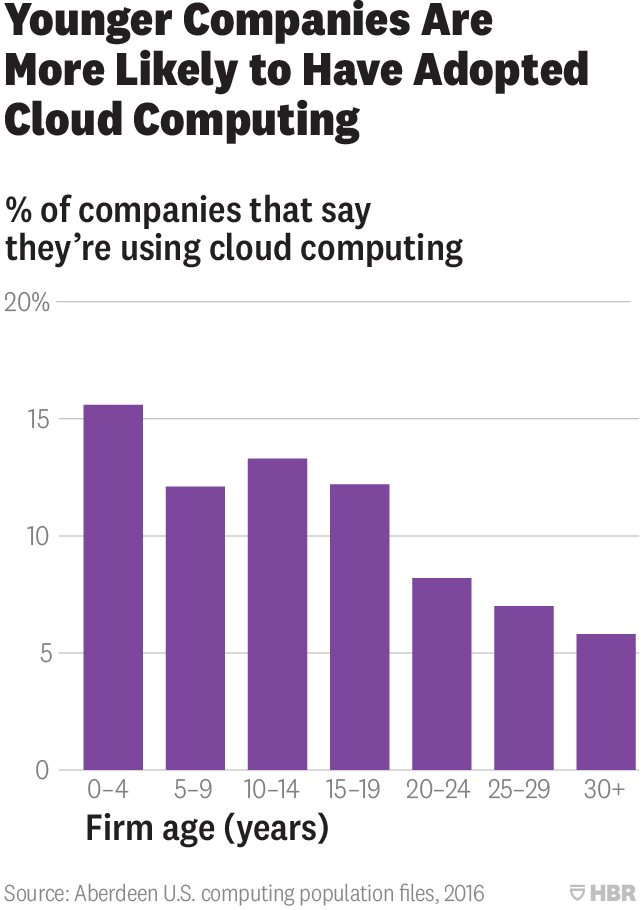 Younger Companies Are
More Likely to Have Adopted
Cloud Computing
% of companies that say
they’re using cloud computing
20%
15
10
5
0
0–4 5–9 10–14 15–19 20–24 25–29 30+
Firm age (years)
Source: Aberdeen U.S. computing population files, 2016 HBR